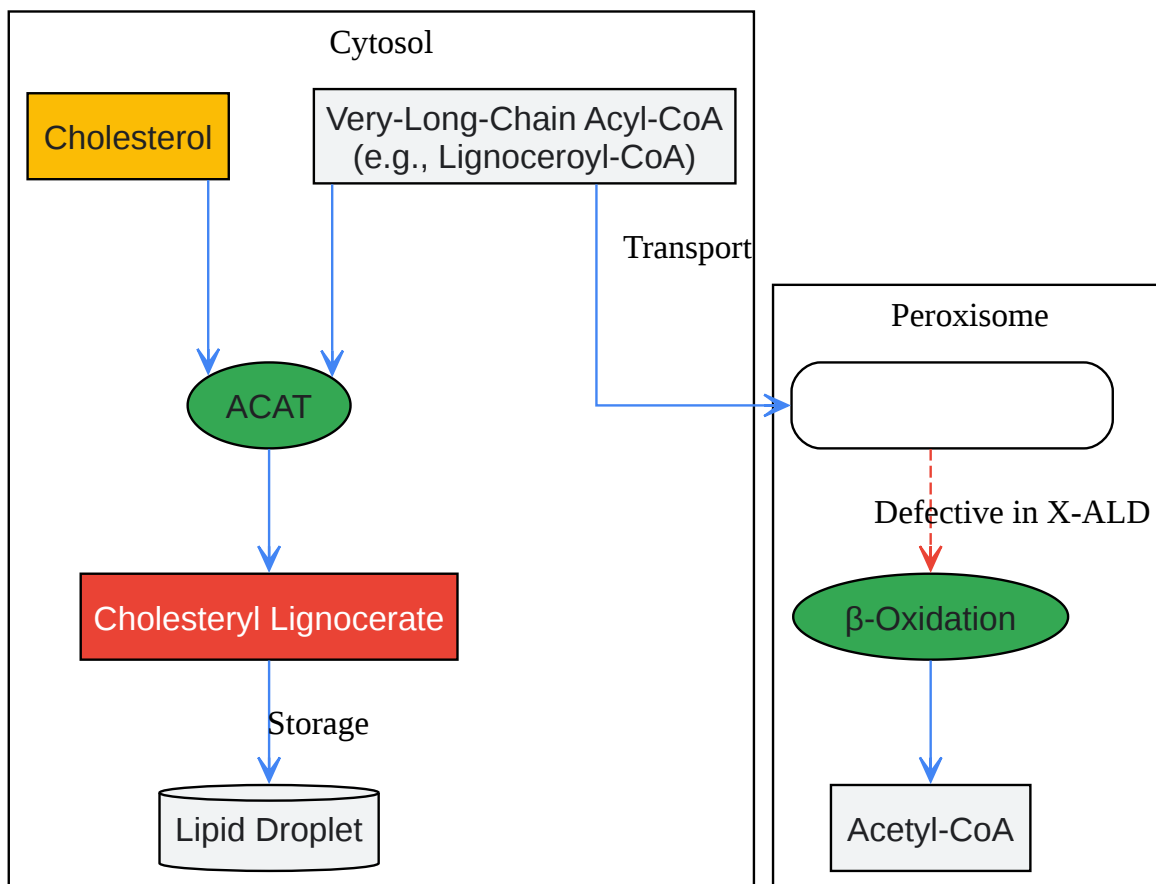 Cytosol
Cholesterol
Very-Long-Chain Acyl-CoA
(e.g., Lignoceroyl-CoA)
Transport
Peroxisome
ACAT
Defective in X-ALD
Cholesteryl Lignocerate
β-Oxidation
Storage
Lipid Droplet
Acetyl-CoA